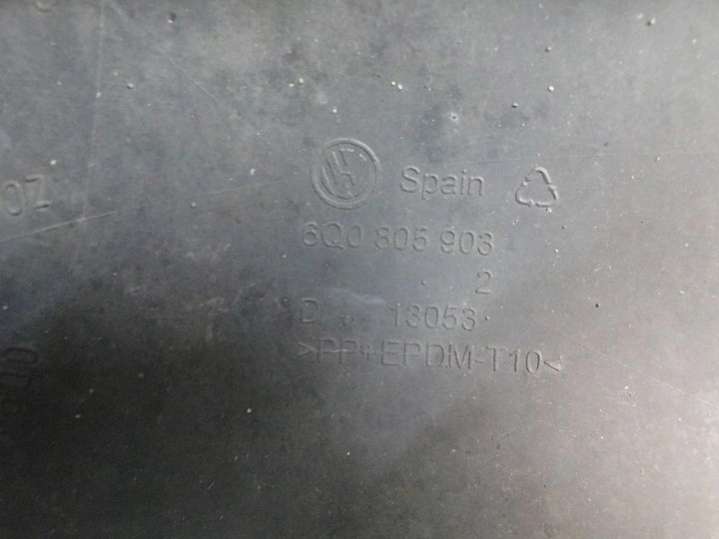 Spain
6Q0 805 903
2
D 13053
>PP+EPDM-T10<